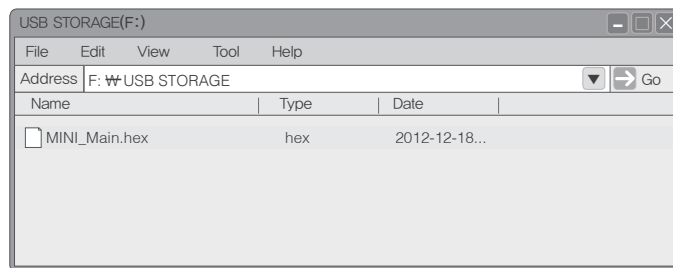 USB STORAGE(F:)
File Edit View Tool Help
Address F: ₩ USB STORAGE Go
Name Type Date
MINI_Main.hex hex 2012-12-18...